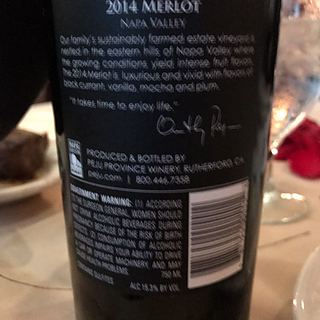 2014 MERLOT
NAPA VALLEY
Our family's sustainably farmed estate vineyard is
nestled in the eastern hills of Napa Valley where
the growing conditions yield intense fruit flavors.
The 2014 Merlot is luxurious and vivid with flavors of
black currant, vanilla, mocha and plum.
"It takes time to enjoy life."
PRODUCED & BOTTLED BY
PEJU PROVINCE WINERY, RUTHERFORD, CA
peju.com | 800.446.7358
GOVERNMENT WARNING: (1) ACCORDING
TO THE SURGEON GENERAL, WOMEN SHOULD
NOT DRINK ALCOHOLIC BEVERAGES DURING
PREGNANCY BECAUSE OF THE RISK OF BIRTH
DEFECTS. (2) CONSUMPTION OF ALCOHOLIC
BEVERAGES IMPAIRS YOUR ABILITY TO DRIVE
A CAR OR OPERATE MACHINERY, AND MAY
CAUSE HEALTH PROBLEMS.
750 ML
CONTAINS SULFITES
ALC 15.2% BY VOL